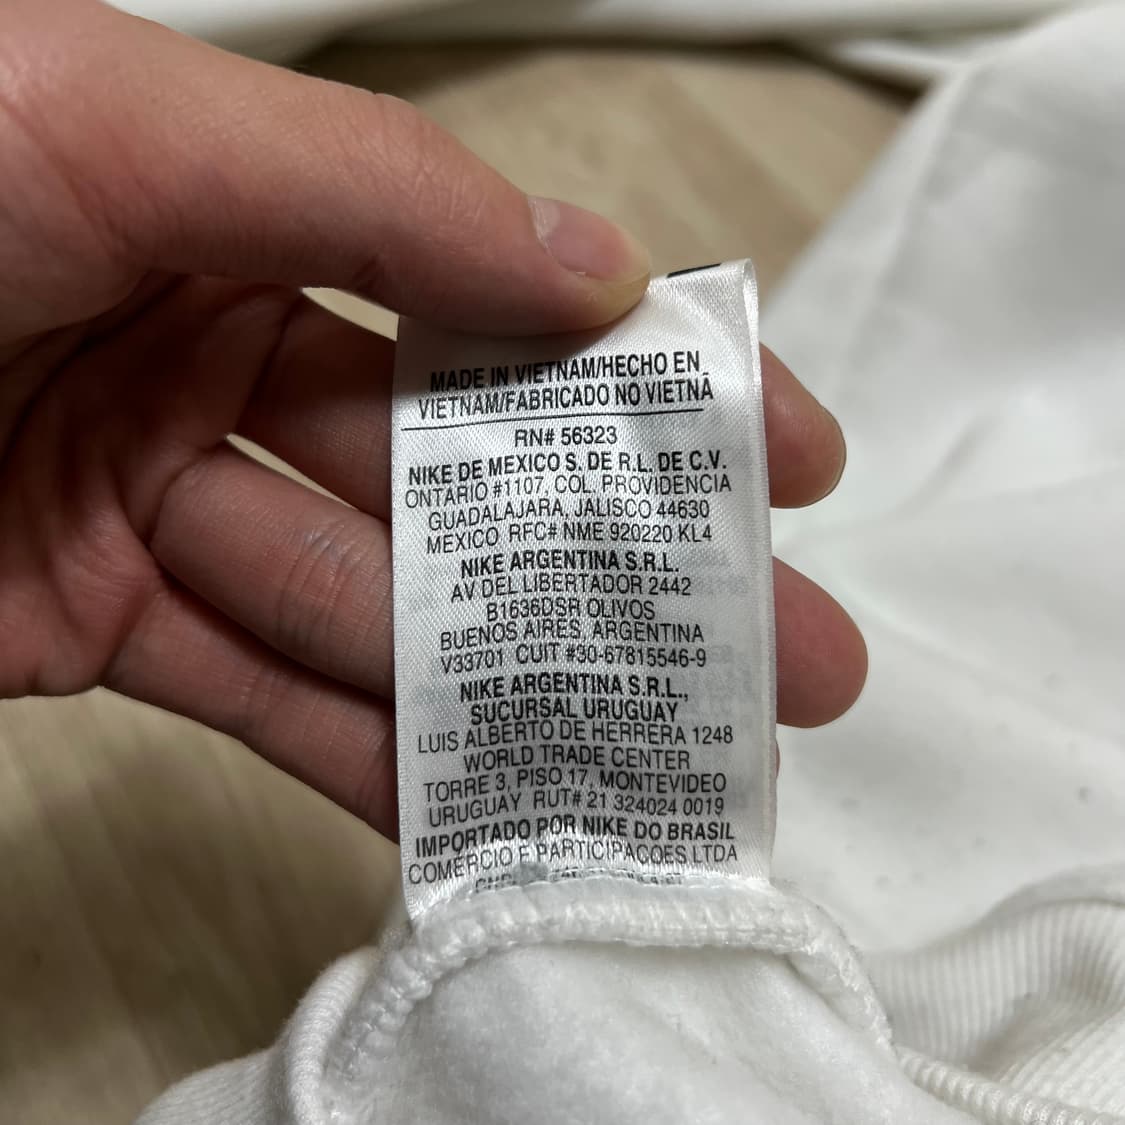 MADE IN VIETNAM/HECHO EN
VIETNAM/FABRICADO NO VIETNÃ
RN# 56323
NIKE DE MEXICO S. DE R.L. DE C.V.
ONTARIO #1107, COL. PROVIDENCIA
GUADALAJARA, JALISCO 44630
MEXICO RFC# NME 920220 KL4
NIKE ARGENTINA S.R.L.
AV DEL LIBERTADOR 2442
B1636DSR OLIVOS
BUENOS AIRES, ARGENTINA
V33701 CUIT #30-67815546-9
NIKE ARGENTINA S.R.L.,
SUCURSAL URUGUAY
LUIS ALBERTO DE HERRERA 1248
WORLD TRADE CENTER
TORRE 3, PISO 17, MONTEVIDEO
URUGUAY RUT# 21 324024 0019
IMPORTADO POR NIKE DO BRASIL
COMERCIO E PARTICIPACOES LTDA